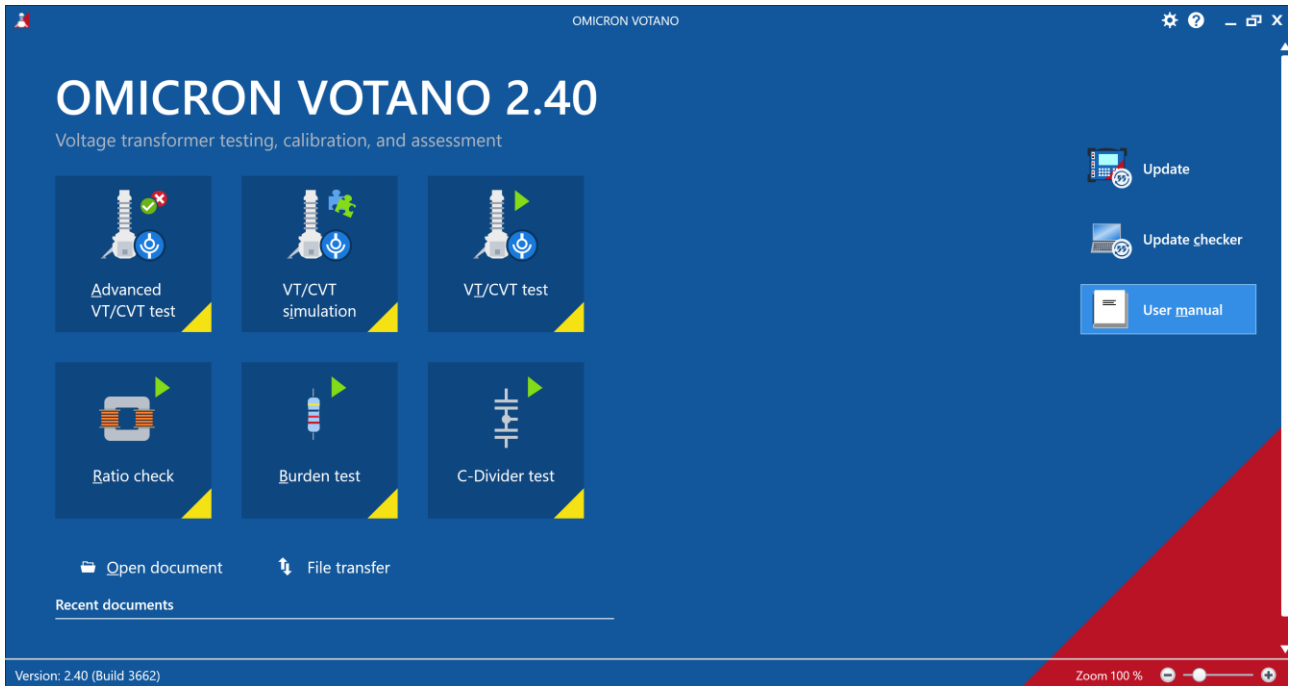 OMICRON VOTANO
OMICRON VOTANO 2.40
Voltage transformer testing, calibration, and assessment
Advanced
VT/CVT test
VT/CVT
simulation
VT/CVT test
Ratio check
Burden test
C-Divider test
Open document
File transfer
Recent documents
Update
Update checker
User manual
Version: 2.40 (Build 3662)
Zoom 100 %